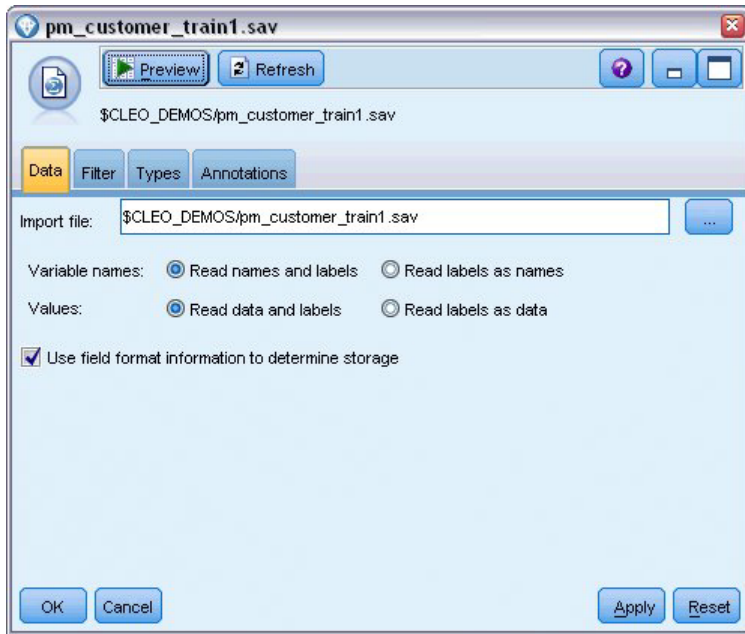 pm_customer_train1.sav
Preview Refresh
$CLEO_DEMOS/pm_customer_train1.sav
Data Filter Types Annotations
Import file: $CLEO_DEMOS/pm_customer_train1.sav ...
Variable names: Read names and labels Read labels as names
Values: Read data and labels Read labels as data
Use field format information to determine storage
OK Cancel Apply Reset